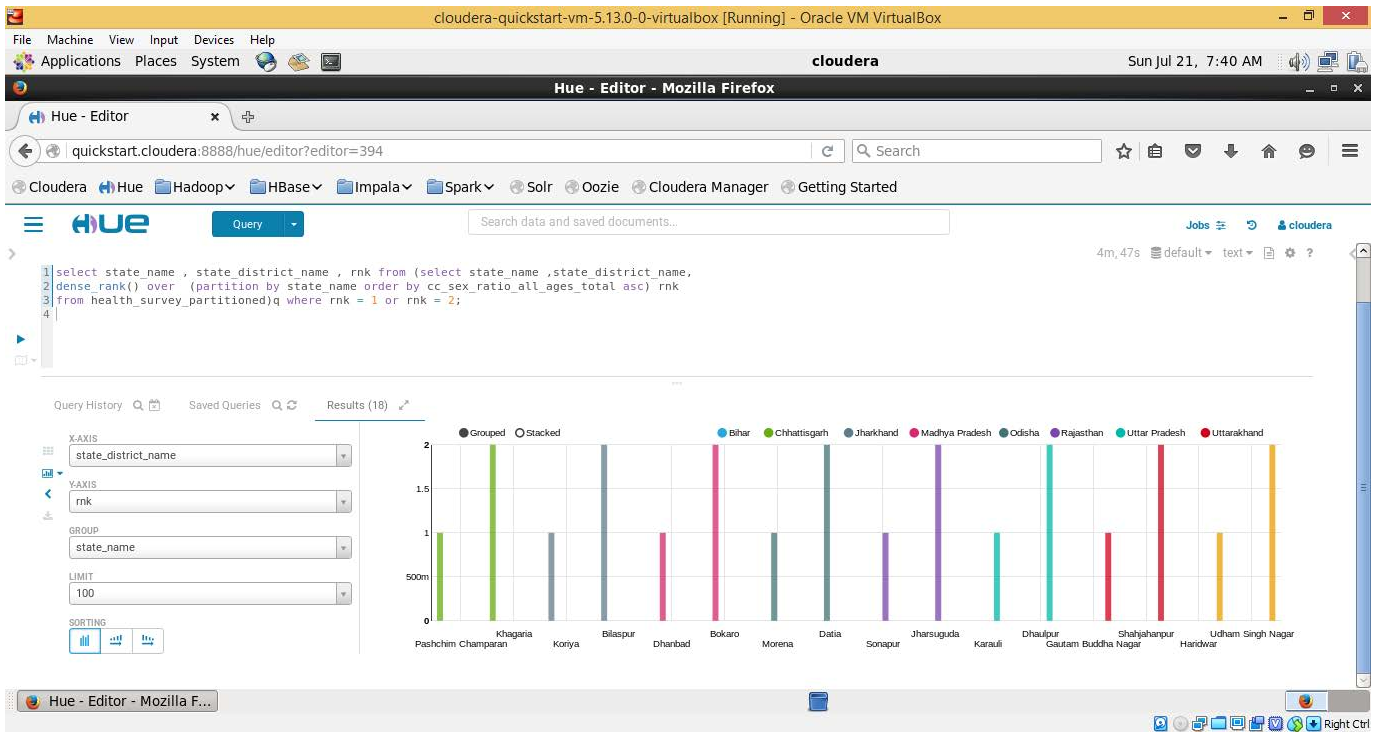 cloudera-quickstart-vm-5.13.0-0-virtualbox [Running] - Oracle VM VirtualBox
File Machine View Input Devices Help
Applications Places System cloudera Sun Jul 21, 7:40 AM
Hue - Editor - Mozilla Firefox
Hue - Editor
quickstart.cloudera:8888/hue/editor?editor=394 Search
Cloudera Hue Hadoop HBase Impala Spark Solr Oozie Cloudera Manager Getting Started
HUE Query Search data and saved documents... Jobs cloudera
4m, 47s default text ?
1 select state_name , state_district_name , rnk from (select state_name ,state_district_name,
2 dense_rank() over (partition by state_name order by cc_sex_ratio_all_ages_total asc) rnk
3 from health_survey_partitioned)q where rnk = 1 or rnk = 2;
4
Query History Saved Queries Results (18)
X-AXIS
state_district_name
Y-AXIS
rnk
GROUP
state_name
LIMIT
100
SORTING
Grouped Stacked Bihar Chhattisgarh Jharkhand Madhya Pradesh Odisha Rajasthan Uttar Pradesh Uttarakhand
2
1.5
1
500m
0
Khagaria Bilaspur Bokaro Datia Jharsuguda Dhaulpur Shahjahanpur Udham Singh Nagar
Pashchim Champaran Koriya Dhanbad Morena Sonapur Karauli Gautam Buddha Nagar Haridwar
Hue - Editor - Mozilla F...
Right Ctrl